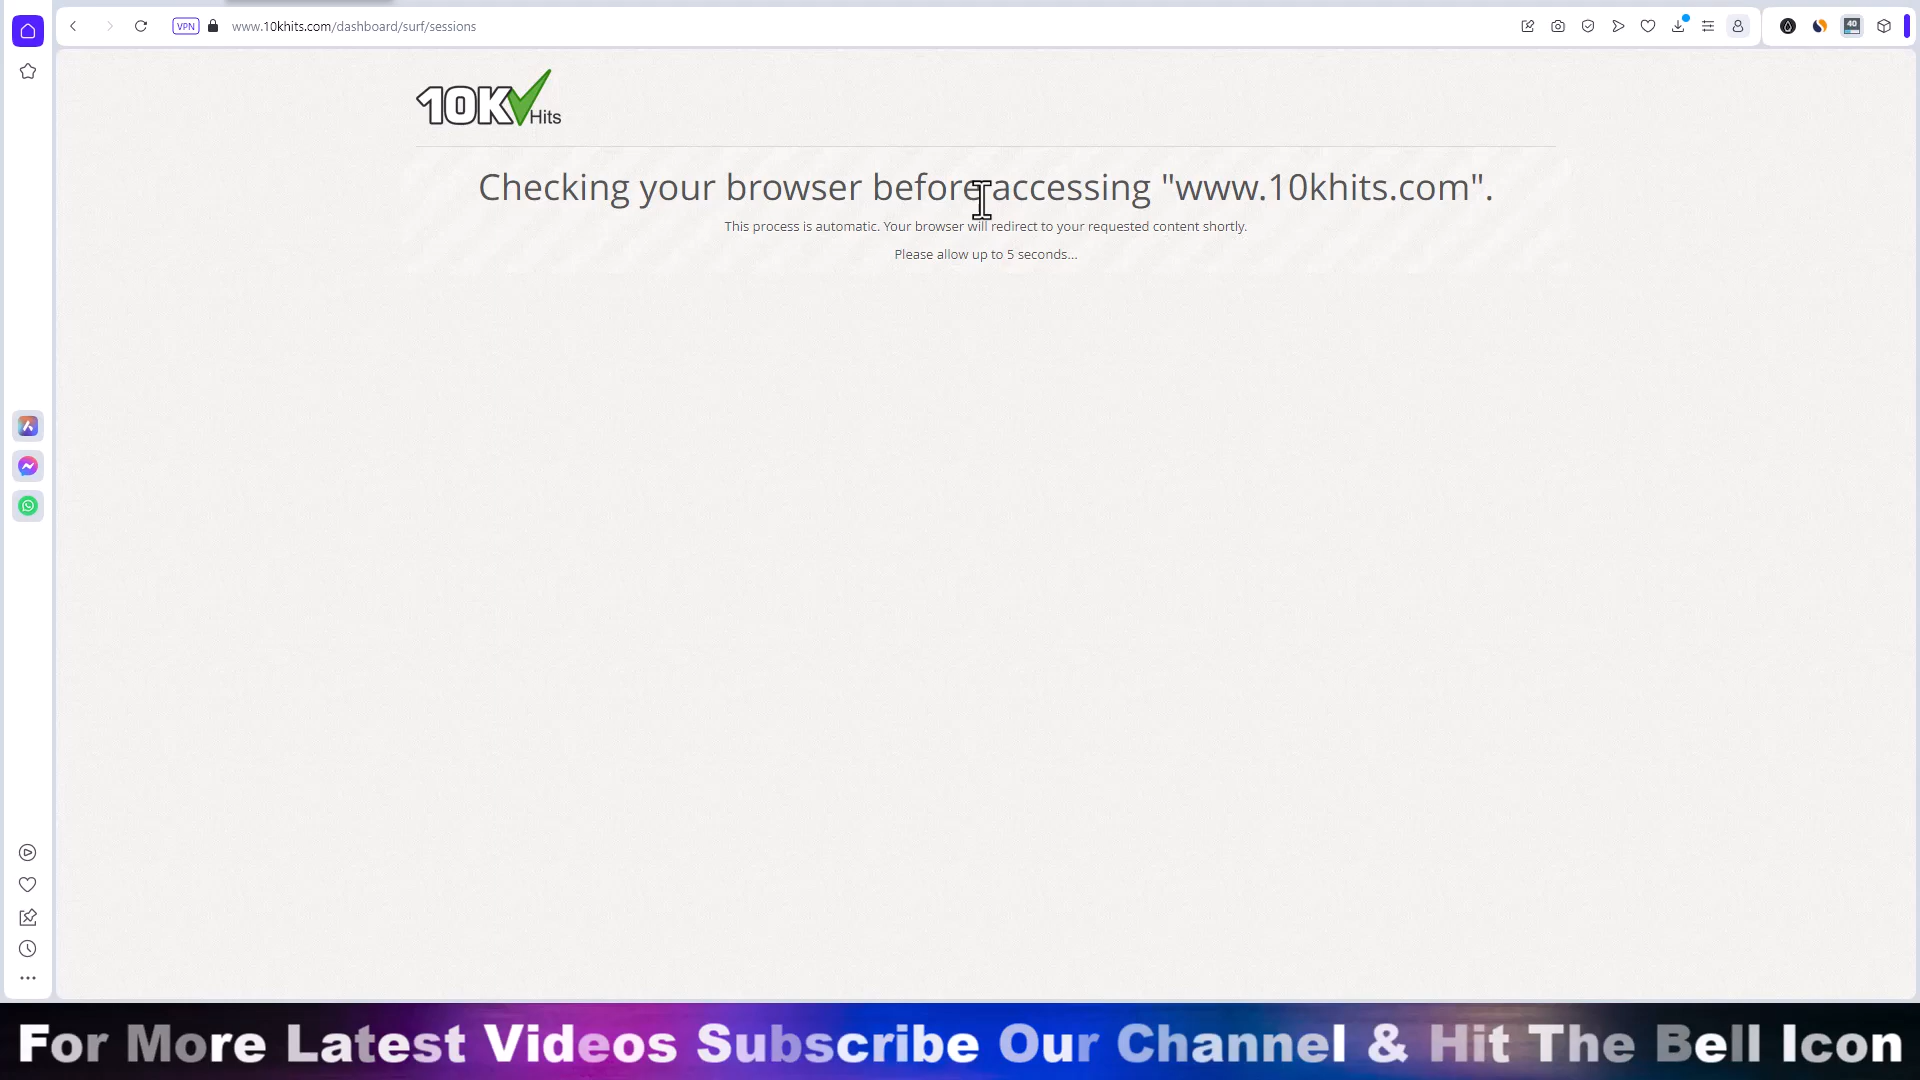 VPN
www.10khits.com/dashboard/surf/sessions
40
10K Hits
Checking your browser before accessing "www.10khits.com".
This process is automatic. Your browser will redirect to your requested content shortly.
Please allow up to 5 seconds...
For More Latest Videos Subscribe Our Channel & Hit The Bell Icon